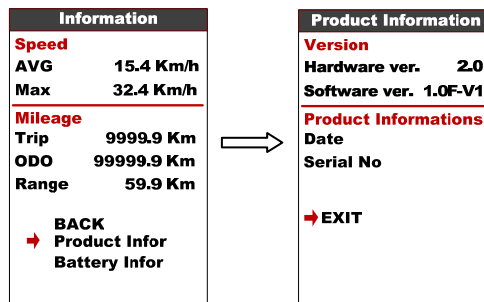 Information
Speed
AVG 15.4 Km/h
Max 32.4 Km/h
Mileage
Trip 9999.9 Km
ODO 99999.9 Km
Range 59.9 Km
BACK
Product Infor
Battery Infor
Product Information
Version
Hardware ver. 2.0
Software ver. 1.0F-V1
Product Informations
Date
Serial No
EXIT